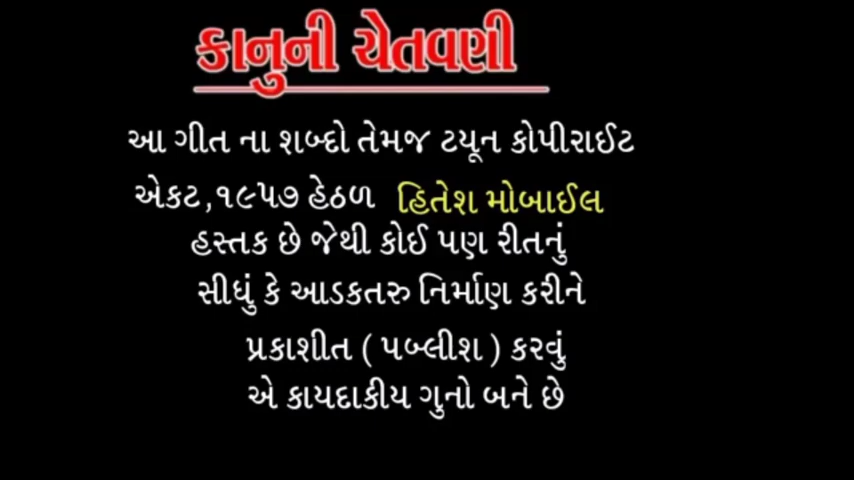 કાનુની ચેતવણી
આ ગીત ના શબ્દો તેમજ ટયૂન કોપીરાઈટ
એકટ,૧૯૫૭ હેઠળ હિતેશ મોબાઈલ
હસ્તક છે જેથી કોઈ પણ રીતનું
સીધું કે આડકતરુ નિર્માણ કરીને
પ્રકાશીત ( પબ્લીશ ) કરવું
એ કાયદાકીય ગુનો બને છે